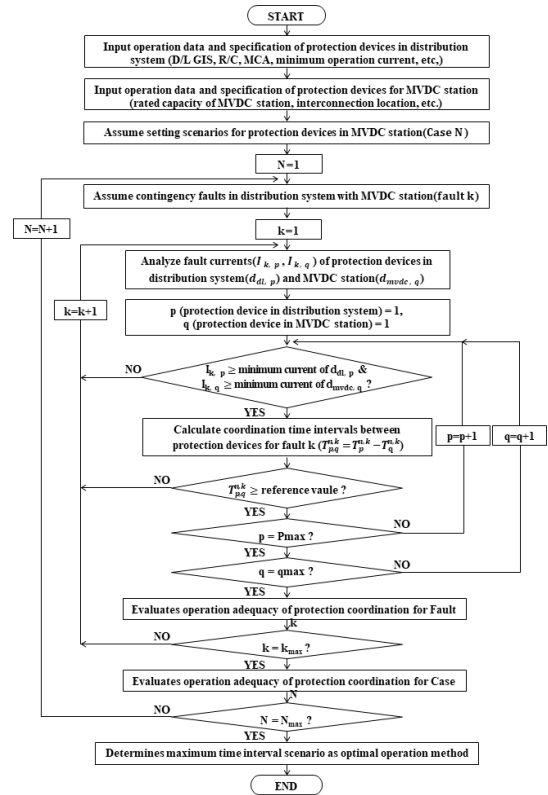 START
Input operation data and specification of protection devices in distribution
system (D/L GIS, R/C, MCA, minimum operation current, etc,)
Input operation data and specification of protection devices for MVDC station
(rated capacity of MVDC station, interconnection location, etc.)
Assume setting scenarios for protection devices in MVDC station(Case N)
N=1
Assume contingency faults in distribution system with MVDC station(fault k)
N=N+1
k=1
Analyze fault currents(I k, p , I k, q ) of protection devices in
distribution system(d dl, p) and MVDC station(d mvdc, q)
k=k+1
p (protection device in distribution system) = 1,
q (protection device in MVDC station) = 1
I k, p ≥ minimum current of d dl, p &
I k, q ≥ minimum current of d mvdc, q ?
NO
YES
Calculate coordination time intervals between
protection devices for fault k (T p,q n,k = T p n,k − T q n,k)
p=p+1
q=q+1
NO
T p,q n,k ≥ reference vaule ?
YES
NO
p = Pmax ?
YES
NO
q = qmax ?
YES
Evaluates operation adequacy of protection coordination for Fault
k
NO
k = k max ?
YES
Evaluates operation adequacy of protection coordination for Case
N
NO
N = N max ?
YES
Determines maximum time interval scenario as optimal operation method
END